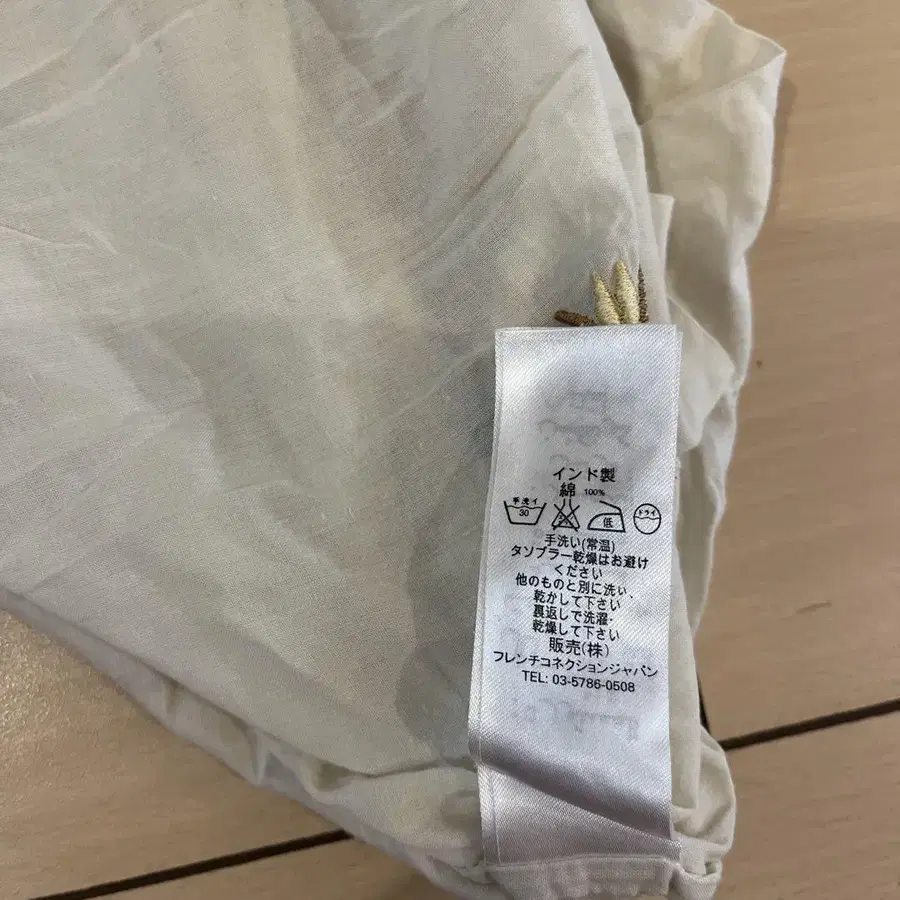 インド製
綿 100%
手洗イ 30 低 ドライ
手洗い(常温)
タソブラー乾燥はお避け
ください
他のものと別に洗い、
乾かして下さい
裏返しで洗濯·
乾燥して下さい
販売(株)
フレンチコネクションジャパン
TEL: 03-5786-0508